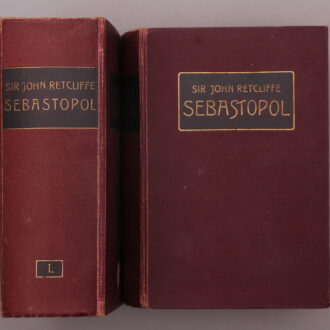 SIR JOHN RETCLIFFE
SEBASTOPOL
I.
SIR JOHN RETCLIFFE
SEBASTOPOL